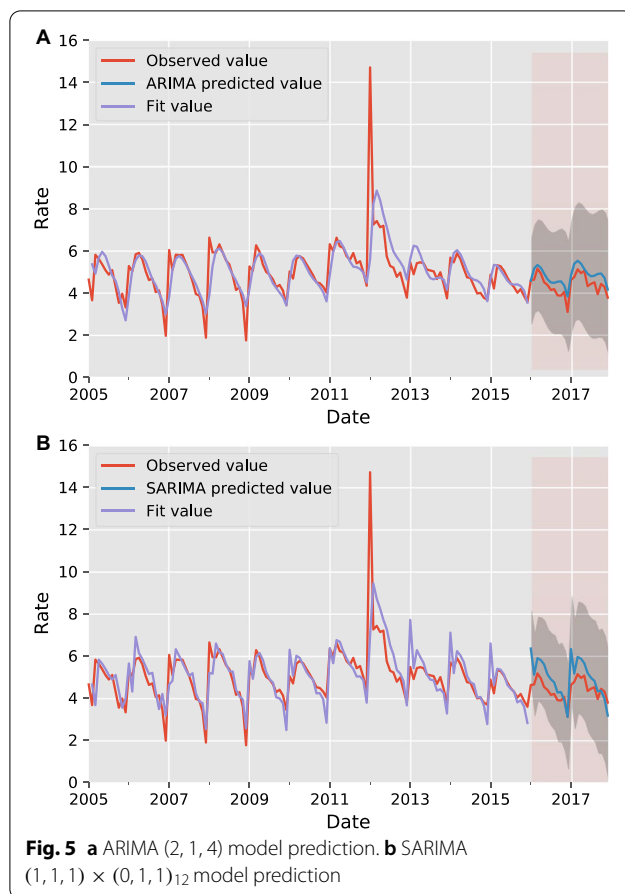 A
16
14
12
10
8
6
4
2
0
Rate
Observed value
ARIMA predicted value
Fit value
2005 2007 2009 2011 2013 2015 2017
Date
B
16
14
12
10
8
6
4
2
0
Rate
Observed value
SARIMA predicted value
Fit value
2005 2007 2009 2011 2013 2015 2017
Date
Fig. 5 a ARIMA (2, 1, 4) model prediction. b SARIMA
(1, 1, 1) × (0, 1, 1)₁₂ model prediction